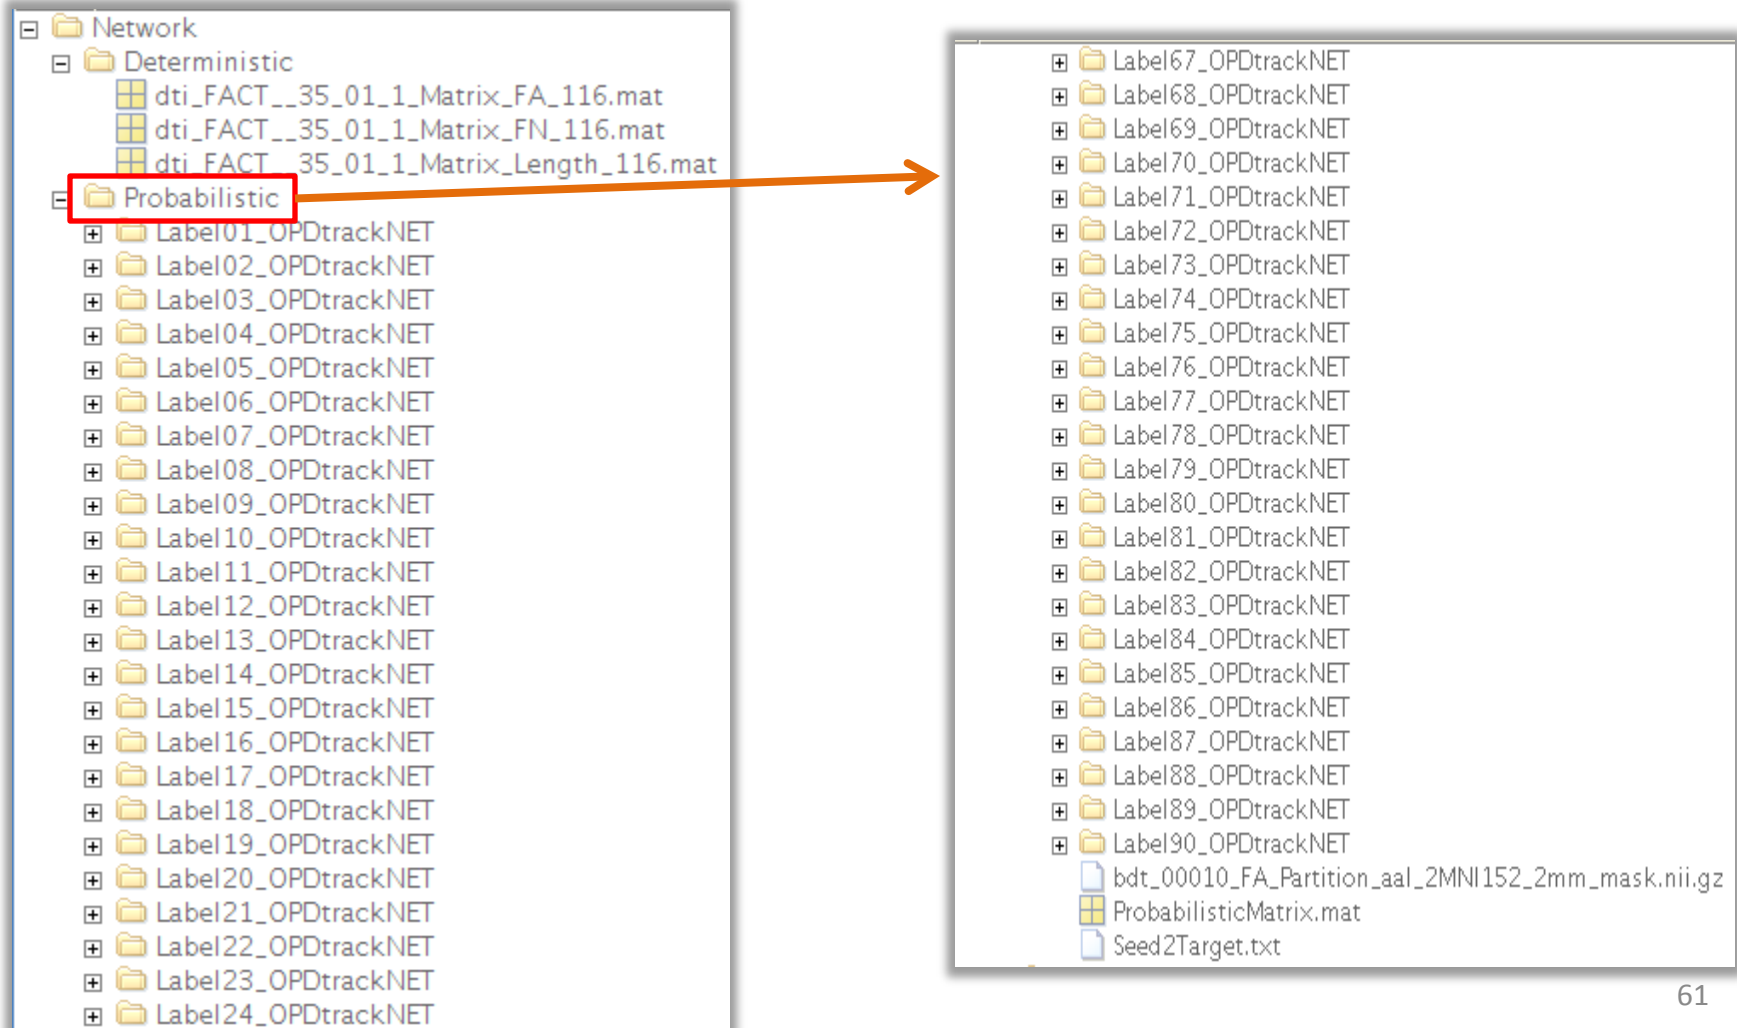 Network
Deterministic
dti_FACT__35_01_1_Matrix_FA_116.mat
dti_FACT__35_01_1_Matrix_FN_116.mat
dti_FACT__35_01_1_Matrix_Length_116.mat
Probabilistic
Label01_OPDtrackNET
Label02_OPDtrackNET
Label03_OPDtrackNET
Label04_OPDtrackNET
Label05_OPDtrackNET
Label06_OPDtrackNET
Label07_OPDtrackNET
Label08_OPDtrackNET
Label09_OPDtrackNET
Label10_OPDtrackNET
Label11_OPDtrackNET
Label12_OPDtrackNET
Label13_OPDtrackNET
Label14_OPDtrackNET
Label15_OPDtrackNET
Label16_OPDtrackNET
Label17_OPDtrackNET
Label18_OPDtrackNET
Label19_OPDtrackNET
Label20_OPDtrackNET
Label21_OPDtrackNET
Label22_OPDtrackNET
Label23_OPDtrackNET
Label24_OPDtrackNET
Label67_OPDtrackNET
Label68_OPDtrackNET
Label69_OPDtrackNET
Label70_OPDtrackNET
Label71_OPDtrackNET
Label72_OPDtrackNET
Label73_OPDtrackNET
Label74_OPDtrackNET
Label75_OPDtrackNET
Label76_OPDtrackNET
Label77_OPDtrackNET
Label78_OPDtrackNET
Label79_OPDtrackNET
Label80_OPDtrackNET
Label81_OPDtrackNET
Label82_OPDtrackNET
Label83_OPDtrackNET
Label84_OPDtrackNET
Label85_OPDtrackNET
Label86_OPDtrackNET
Label87_OPDtrackNET
Label88_OPDtrackNET
Label89_OPDtrackNET
Label90_OPDtrackNET
bdt_00010_FA_Partition_aal_2MNI152_2mm_mask.nii.gz
ProbabilisticMatrix.mat
Seed2Target.txt
61